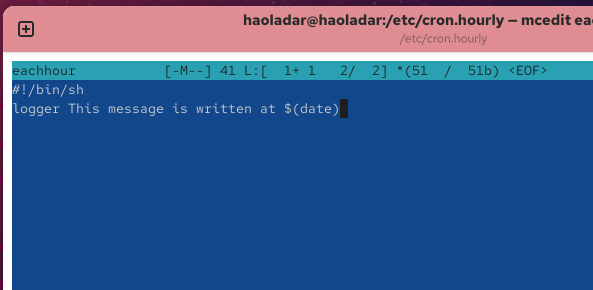 haoladar@haoladar:/etc/cron.hourly — mcedit ea
/etc/cron.hourly
eachhour [-M--] 41 L:[ 1+ 1 2/ 2] *(51 / 51b) <EOF>
#!/bin/sh
logger This message is written at $(date)